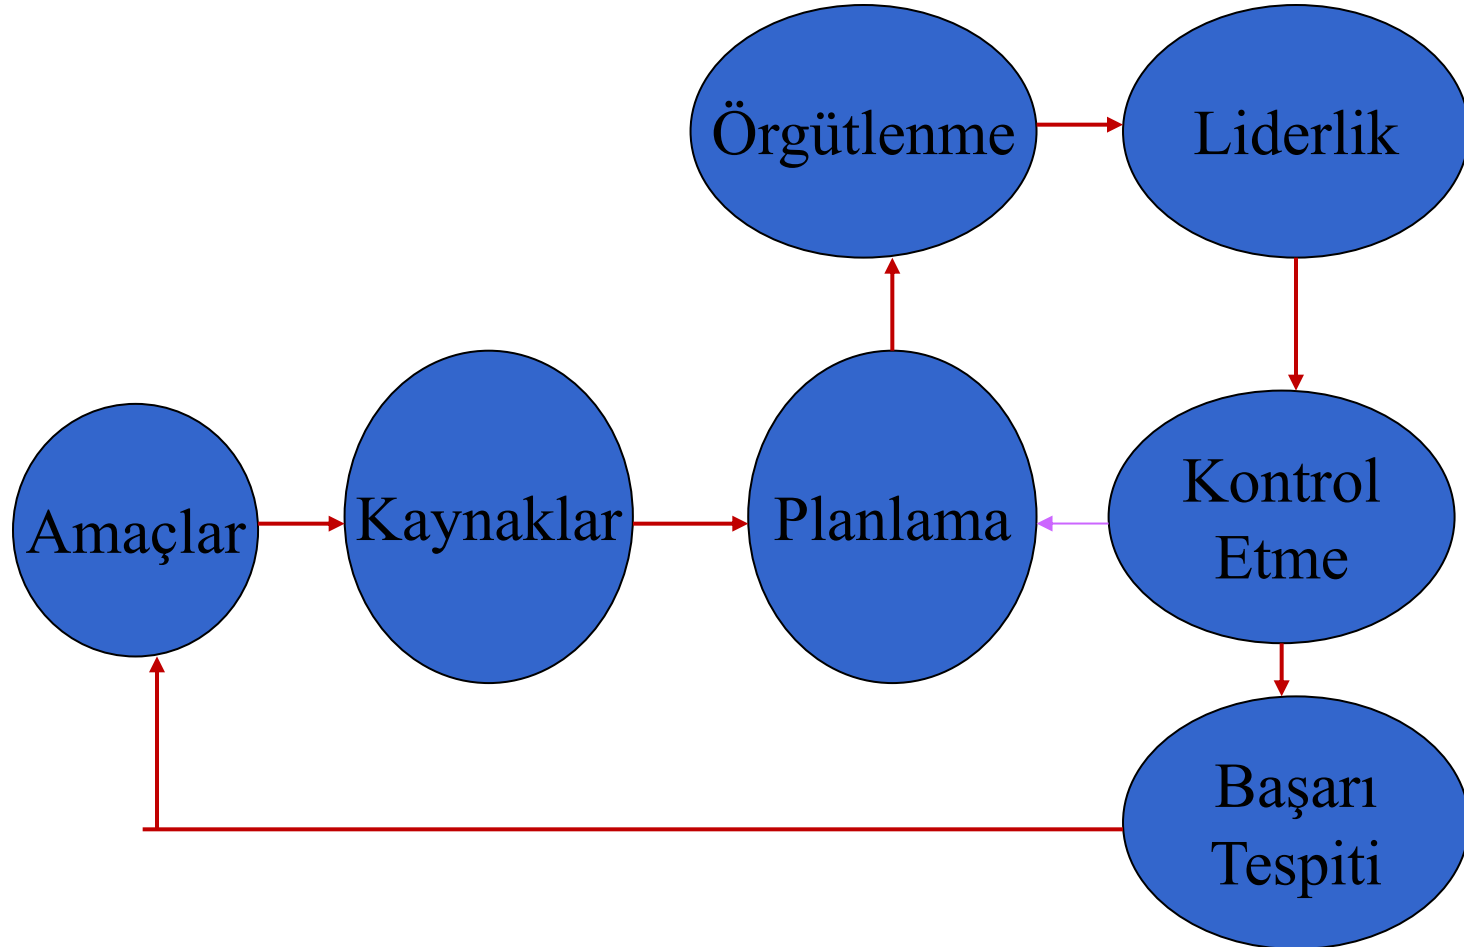 Örgütlenme
Liderlik
Amaçlar
Kaynaklar
Planlama
Kontrol
Etme
Başarı
Tespiti